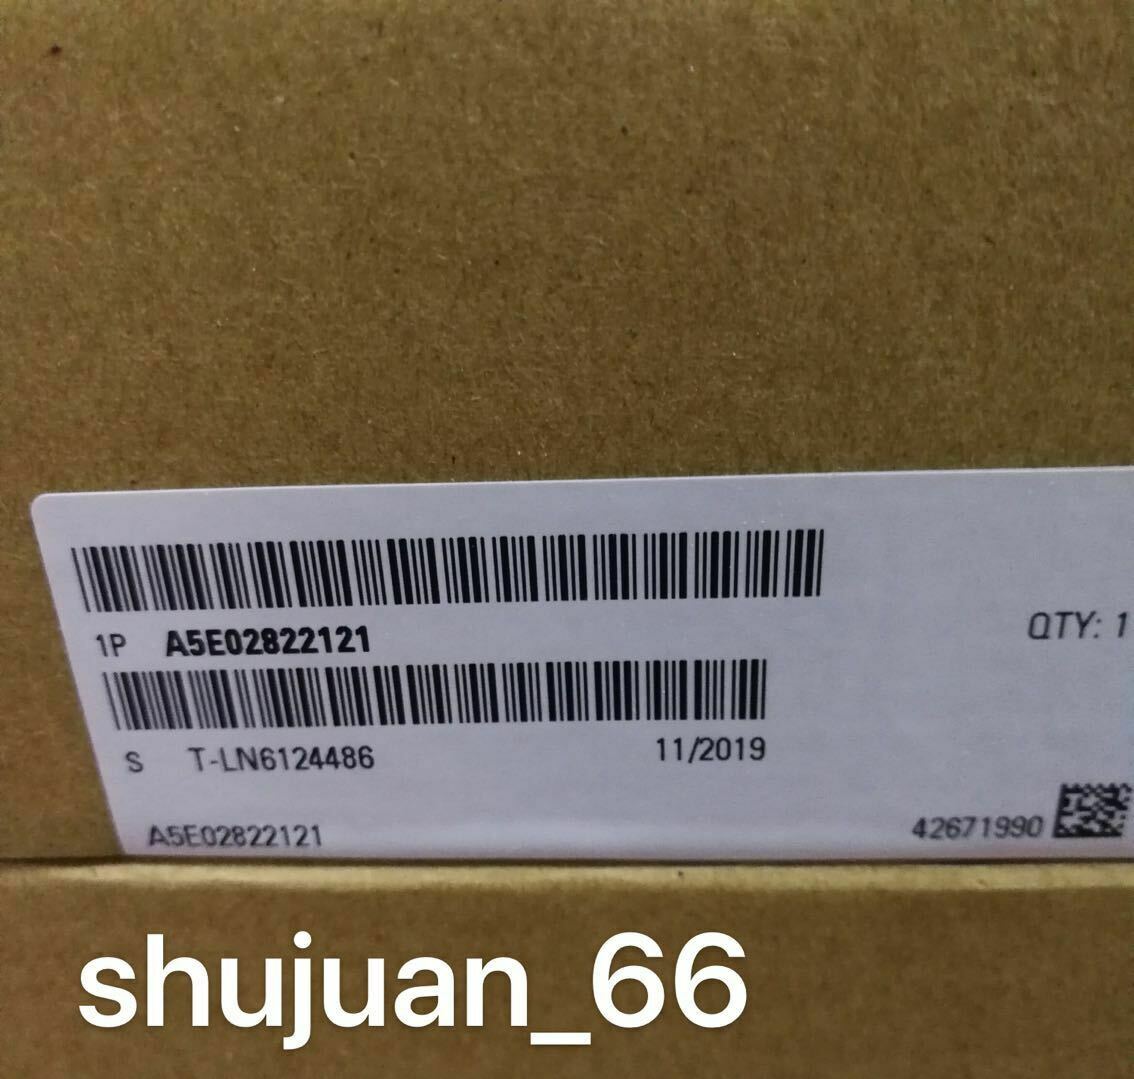 1P A5E02822121
QTY: 1
S T-LN6124486 11/2019
A5E02822121 42671990
shujuan_66